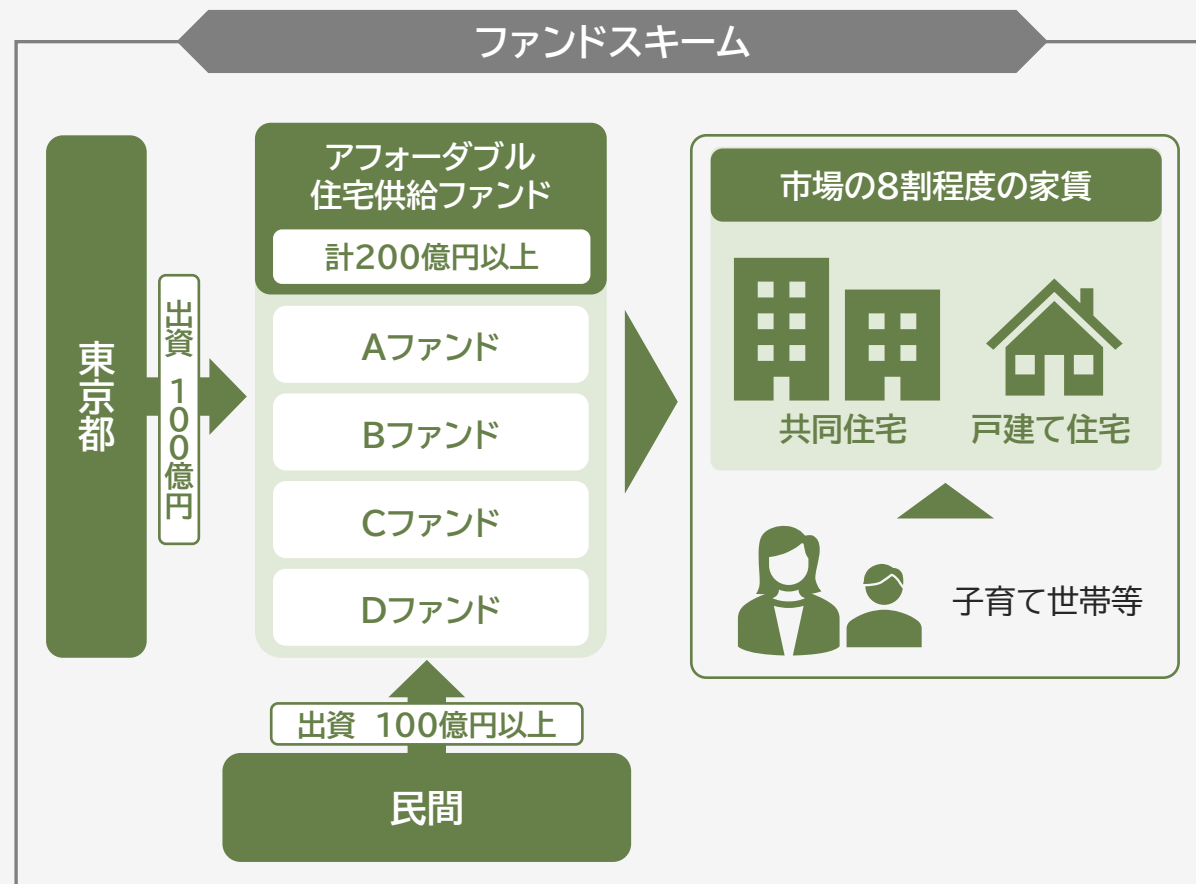 ファンドスキーム
東京都
出資 100億円
アフォーダブル
住宅供給ファンド
計200億円以上
Aファンド
Bファンド
Cファンド
Dファンド
出資 100億円以上
民間
市場の8割程度の家賃
共同住宅
戸建て住宅
子育て世帯等